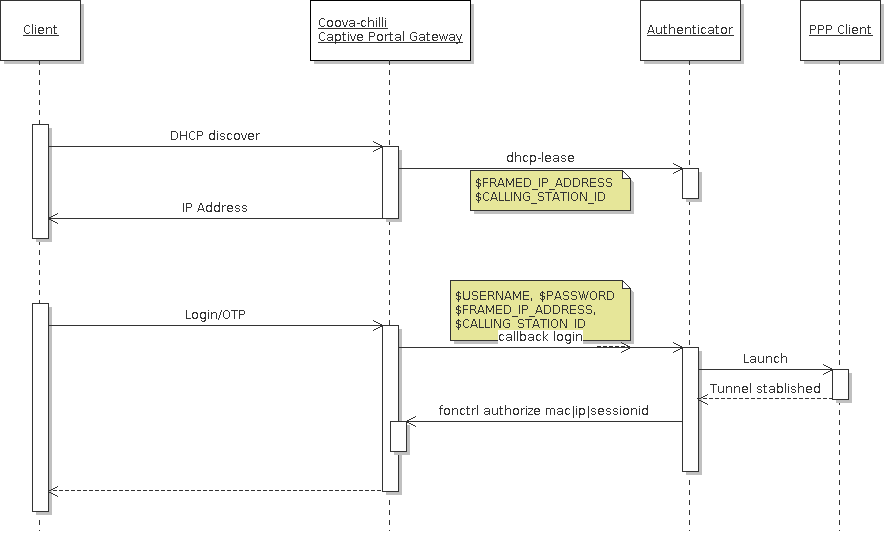 Client
Coova-chilli
Captive Portal Gateway
Authenticator
PPP Client
DHCP discover
dhcp-lease
$FRAMED_IP_ADDRESS
$CALLING_STATION_ID
IP Address
$USERNAME, $PASSWORD
$FRAMED_IP_ADDRESS,
$CALLING_STATION_ID
Login/OTP
callback login
Launch
Tunnel stablished
fonctrl authorize mac|ip|sessionid